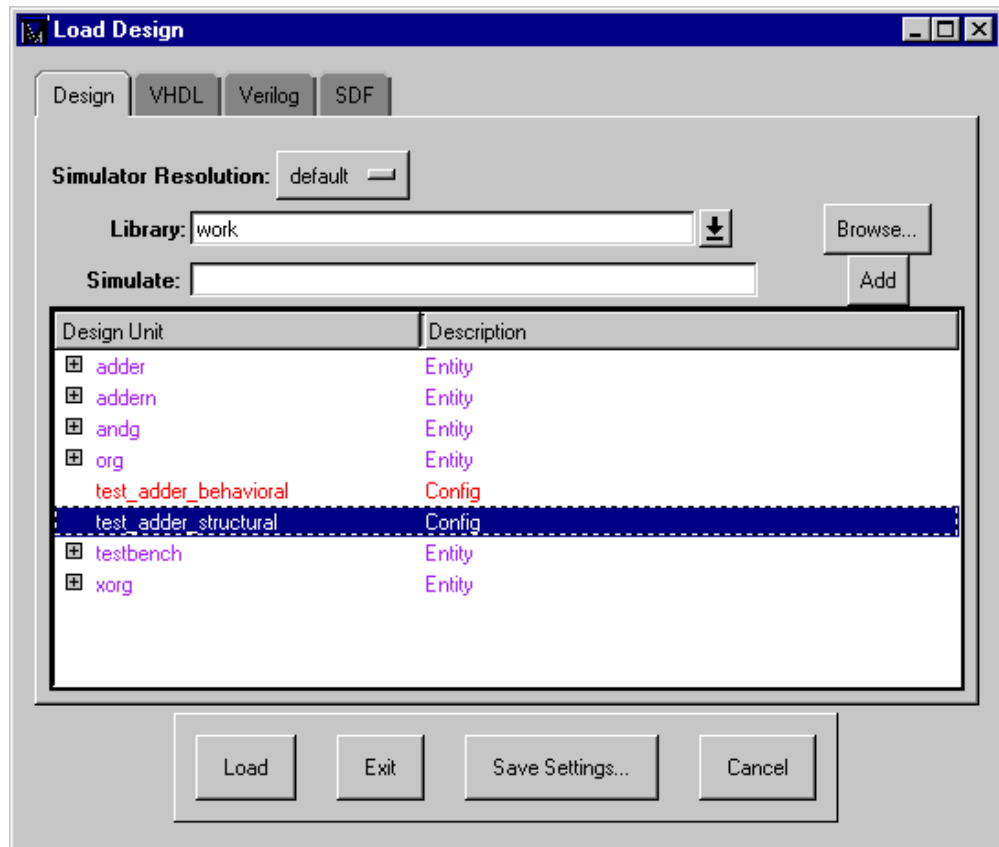 Load Design
Design VHDL Verilog SDF
Simulator Resolution: default
Library: work Browse...
Simulate: Add
Design Unit Description
adder Entity
addern Entity
andg Entity
org Entity
test_adder_behavioral Config
test_adder_structural Config
testbench Entity
xorg Entity
Load Exit Save Settings... Cancel